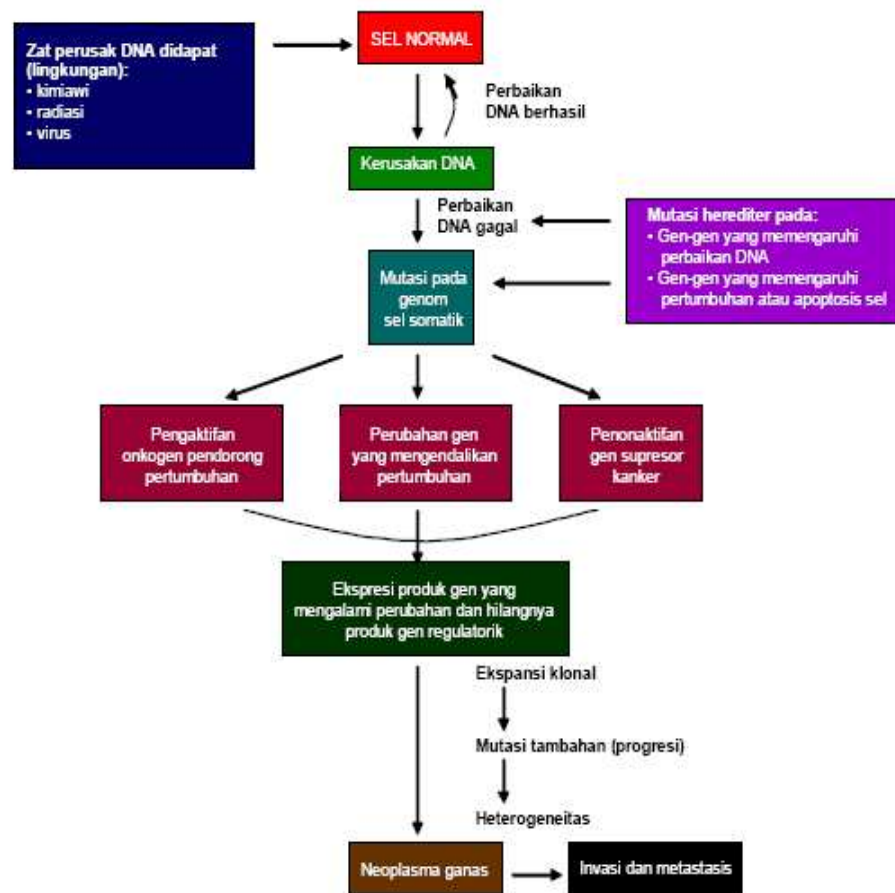 SEL NORMAL
Zat perusak DNA didapat
(lingkungan):
• kimiawi
• radiasi
• virus
Perbaikan
DNA berhasil
Kerusakan DNA
Perbaikan
DNA gagal
Mutasi herediter pada:
• Gen-gen yang memengaruhi
perbaikan DNA
• Gen-gen yang memengaruhi
pertumbuhan atau apoptosis sel
Mutasi pada
genom
sel somatik
Pengaktifan
onkogen pendorong
pertumbuhan
Perubahan gen
yang mengendalikan
pertumbuhan
Penonaktifan
gen supresor
kanker
Ekspresi produk gen yang
mengalami perubahan dan hilangnya
produk gen regulatorik
Ekspansi klonal
Mutasi tambahan (progresi)
Heterogeneitas
Neoplasma ganas
Invasi dan metastasis